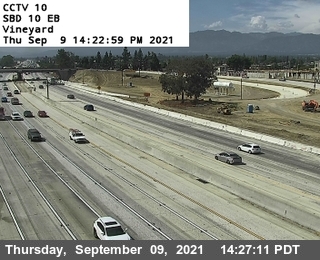 CCTV 10
SBD 10 EB
Vineyard
Thu Sep 9 14:22:59 PM 2021
Thursday, September 09, 2021 14:27:11 PDT